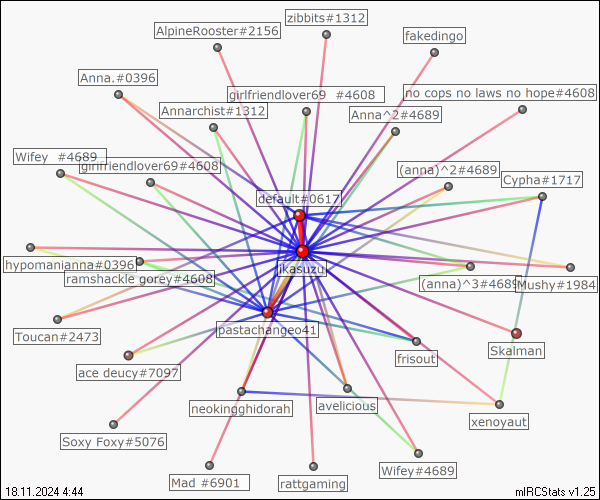 zibbits#1312
AlpineRooster#2156
fakedingo
Anna.#0396
girlfriendlover69 #4608
no cops no laws no hope#4608
Annarchist#1312
Anna^2#4689
Wifey #4689
girlfriendlover69#4608
(anna)^2#4689
Cypha#1717
default#0617
jkasuzu
hypomanianna#0396
ramshackle gorey#4608
(anna)^3#4689
Mushy#1984
pastachangeo41
Toucan#2473
frisout
Skalman
ace deucy#7097
neokingghidorah
avelicious
xenoyaut
Soxy Foxy#5076
Wifey#4689
Mad #6901
rattgaming
18.11.2024 4:44
mIRCStats v1.25